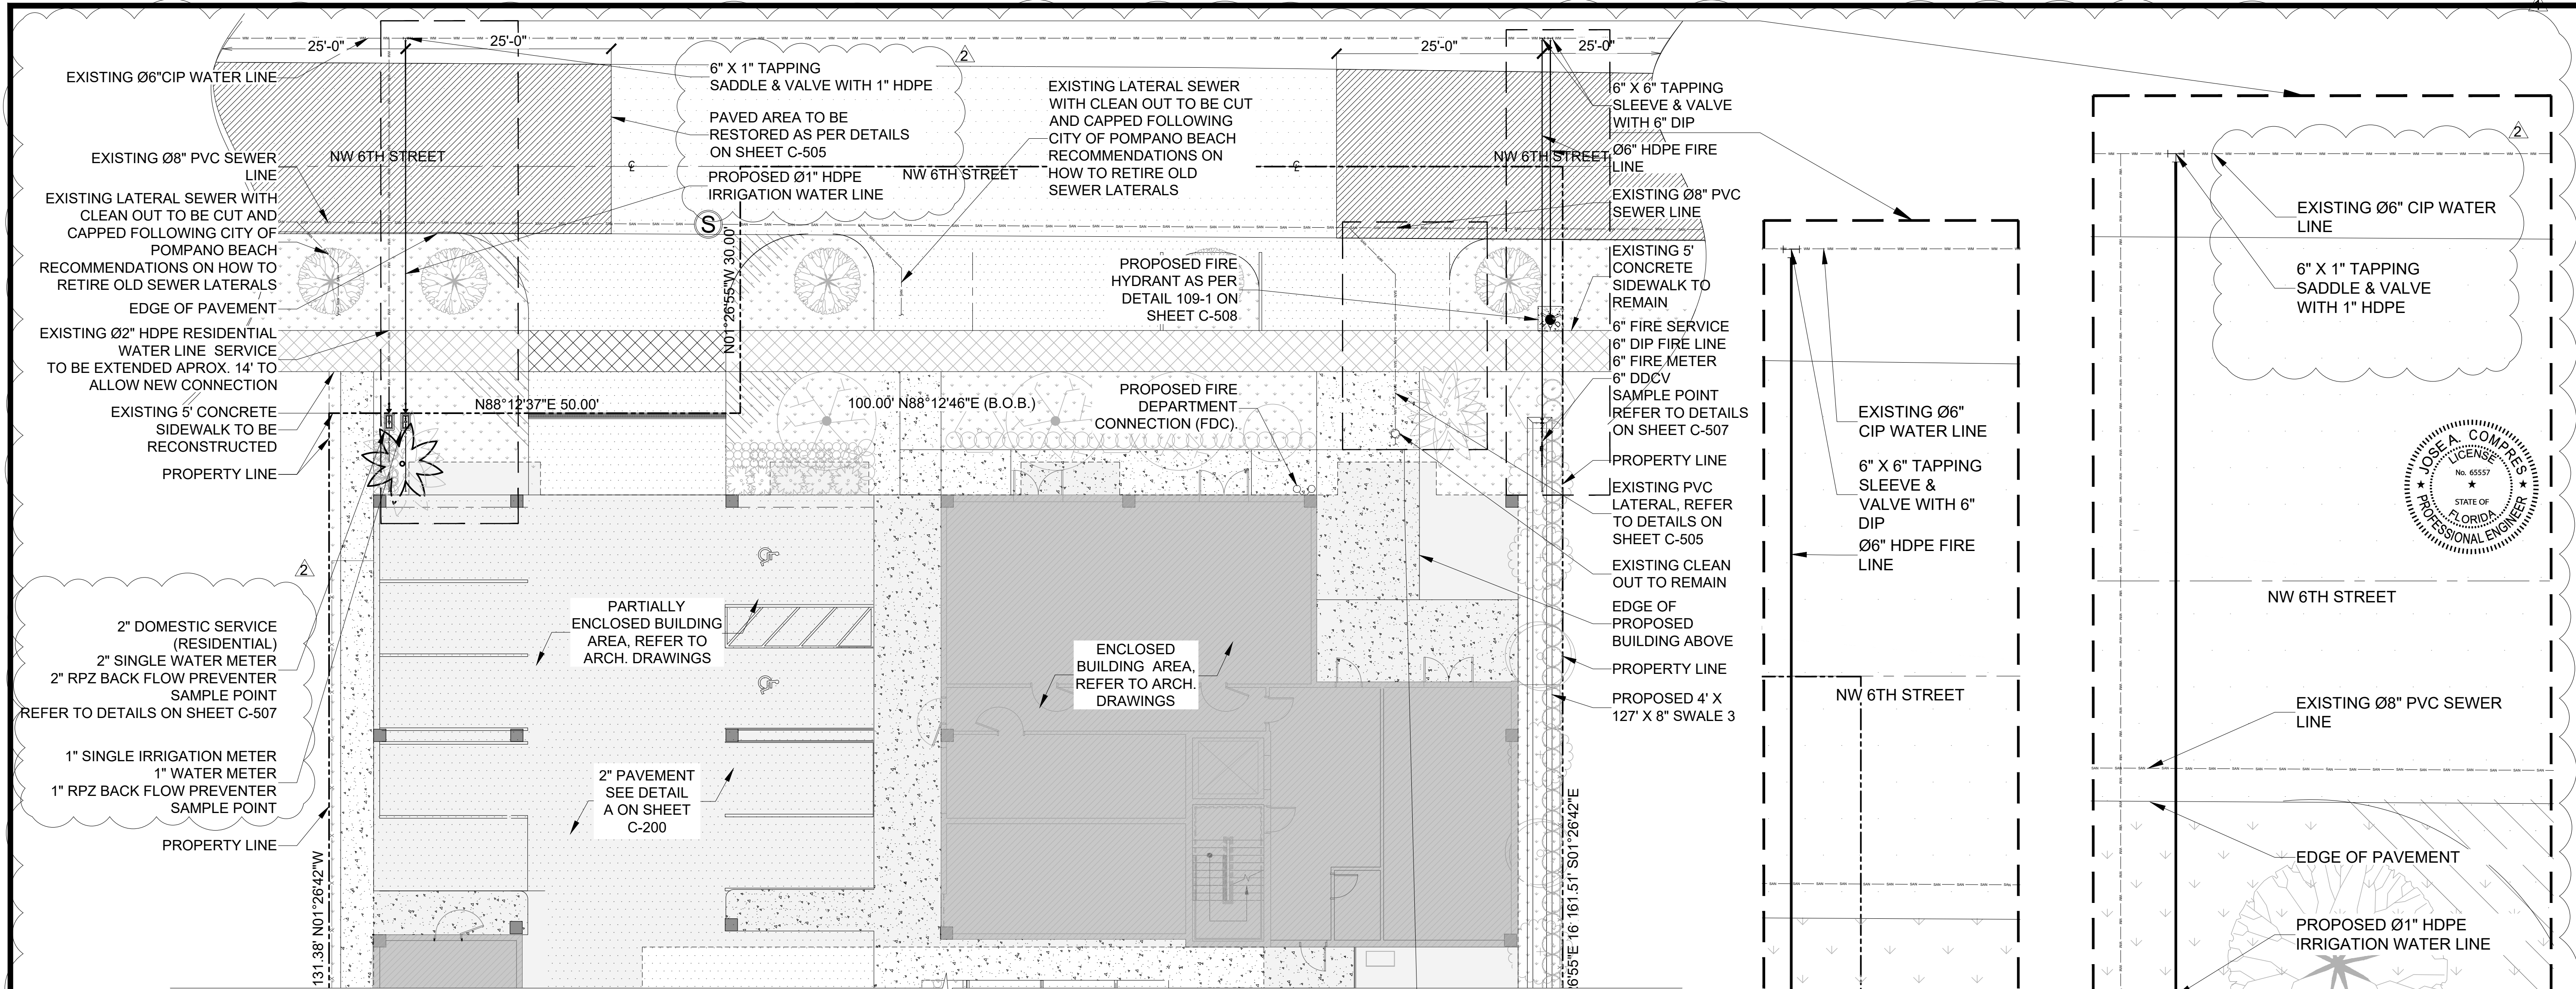 25'-0"
25'-0"
25'-0"
25'-0"
EXISTING Ø6"CIP WATER LINE
EXISTING Ø8" PVC SEWER
LINE
EXISTING LATERAL SEWER WITH
CLEAN OUT TO BE CUT AND
CAPPED FOLLOWING CITY OF
POMPANO BEACH
RECOMMENDATIONS ON HOW TO
RETIRE OLD SEWER LATERALS
EDGE OF PAVEMENT
EXISTING Ø2" HDPE RESIDENTIAL
WATER LINE SERVICE
TO BE EXTENDED APROX. 14' TO
ALLOW NEW CONNECTION
EXISTING 5' CONCRETE
SIDEWALK TO BE
RECONSTRUCTED
PROPERTY LINE
2
2" DOMESTIC SERVICE
(RESIDENTIAL)
2" SINGLE WATER METER
2" RPZ BACK FLOW PREVENTER
SAMPLE POINT
REFER TO DETAILS ON SHEET C-507
1" SINGLE IRRIGATION METER
1" WATER METER
1" RPZ BACK FLOW PREVENTER
SAMPLE POINT
PROPERTY LINE
131.38' N01°26'42"W
NW 6TH STREET
6" X 1" TAPPING
SADDLE & VALVE WITH 1" HDPE
2
PAVED AREA TO BE
RESTORED AS PER DETAILS
ON SHEET C-505
PROPOSED Ø1" HDPE
IRRIGATION WATER LINE
S
N01°26'55"W 30.00'
N88°12'37"E 50.00'
EXISTING LATERAL SEWER
WITH CLEAN OUT TO BE CUT
AND CAPPED FOLLOWING
CITY OF POMPANO BEACH
RECOMMENDATIONS ON
HOW TO RETIRE OLD
SEWER LATERALS
NW 6TH STREET
100.00' N88°12'46"E (B.O.B.)
PROPOSED FIRE
HYDRANT AS PER
DETAIL 109-1 ON
SHEET C-508
PROPOSED FIRE
DEPARTMENT
CONNECTION (FDC).
PARTIALLY
ENCLOSED BUILDING
AREA, REFER TO
ARCH. DRAWINGS
2" PAVEMENT
SEE DETAIL
A ON SHEET
C-200
ENCLOSED
BUILDING AREA,
REFER TO ARCH.
DRAWINGS
NW 6TH STREET
6" X 6" TAPPING
SLEEVE & VALVE
WITH 6" DIP
Ø6" HDPE FIRE
LINE
EXISTING Ø8" PVC
SEWER LINE
EXISTING 5'
CONCRETE
SIDEWALK TO
REMAIN
6" FIRE SERVICE
6" DIP FIRE LINE
6" FIRE METER
6" DDCV
SAMPLE POINT
REFER TO DETAILS
ON SHEET C-507
PROPERTY LINE
EXISTING PVC
LATERAL, REFER
TO DETAILS ON
SHEET C-505
EXISTING CLEAN
OUT TO REMAIN
EDGE OF
PROPOSED
BUILDING ABOVE
PROPERTY LINE
PROPOSED 4' X
127' X 8" SWALE 3
161.51' S01°26'42"E
EXISTING Ø6"
CIP WATER LINE
6" X 6" TAPPING
SLEEVE &
VALVE WITH 6"
DIP
Ø6" HDPE FIRE
LINE
NW 6TH STREET
2
EXISTING Ø6" CIP WATER
LINE
6" X 1" TAPPING
SADDLE & VALVE
WITH 1" HDPE
JOSE A. COMPRES
LICENSE
No. 65557
STATE OF
FLORIDA
PROFESSIONAL ENGINEER
NW 6TH STREET
EXISTING Ø8" PVC SEWER
LINE
EDGE OF PAVEMENT
PROPOSED Ø1" HDPE
IRRIGATION WATER LINE